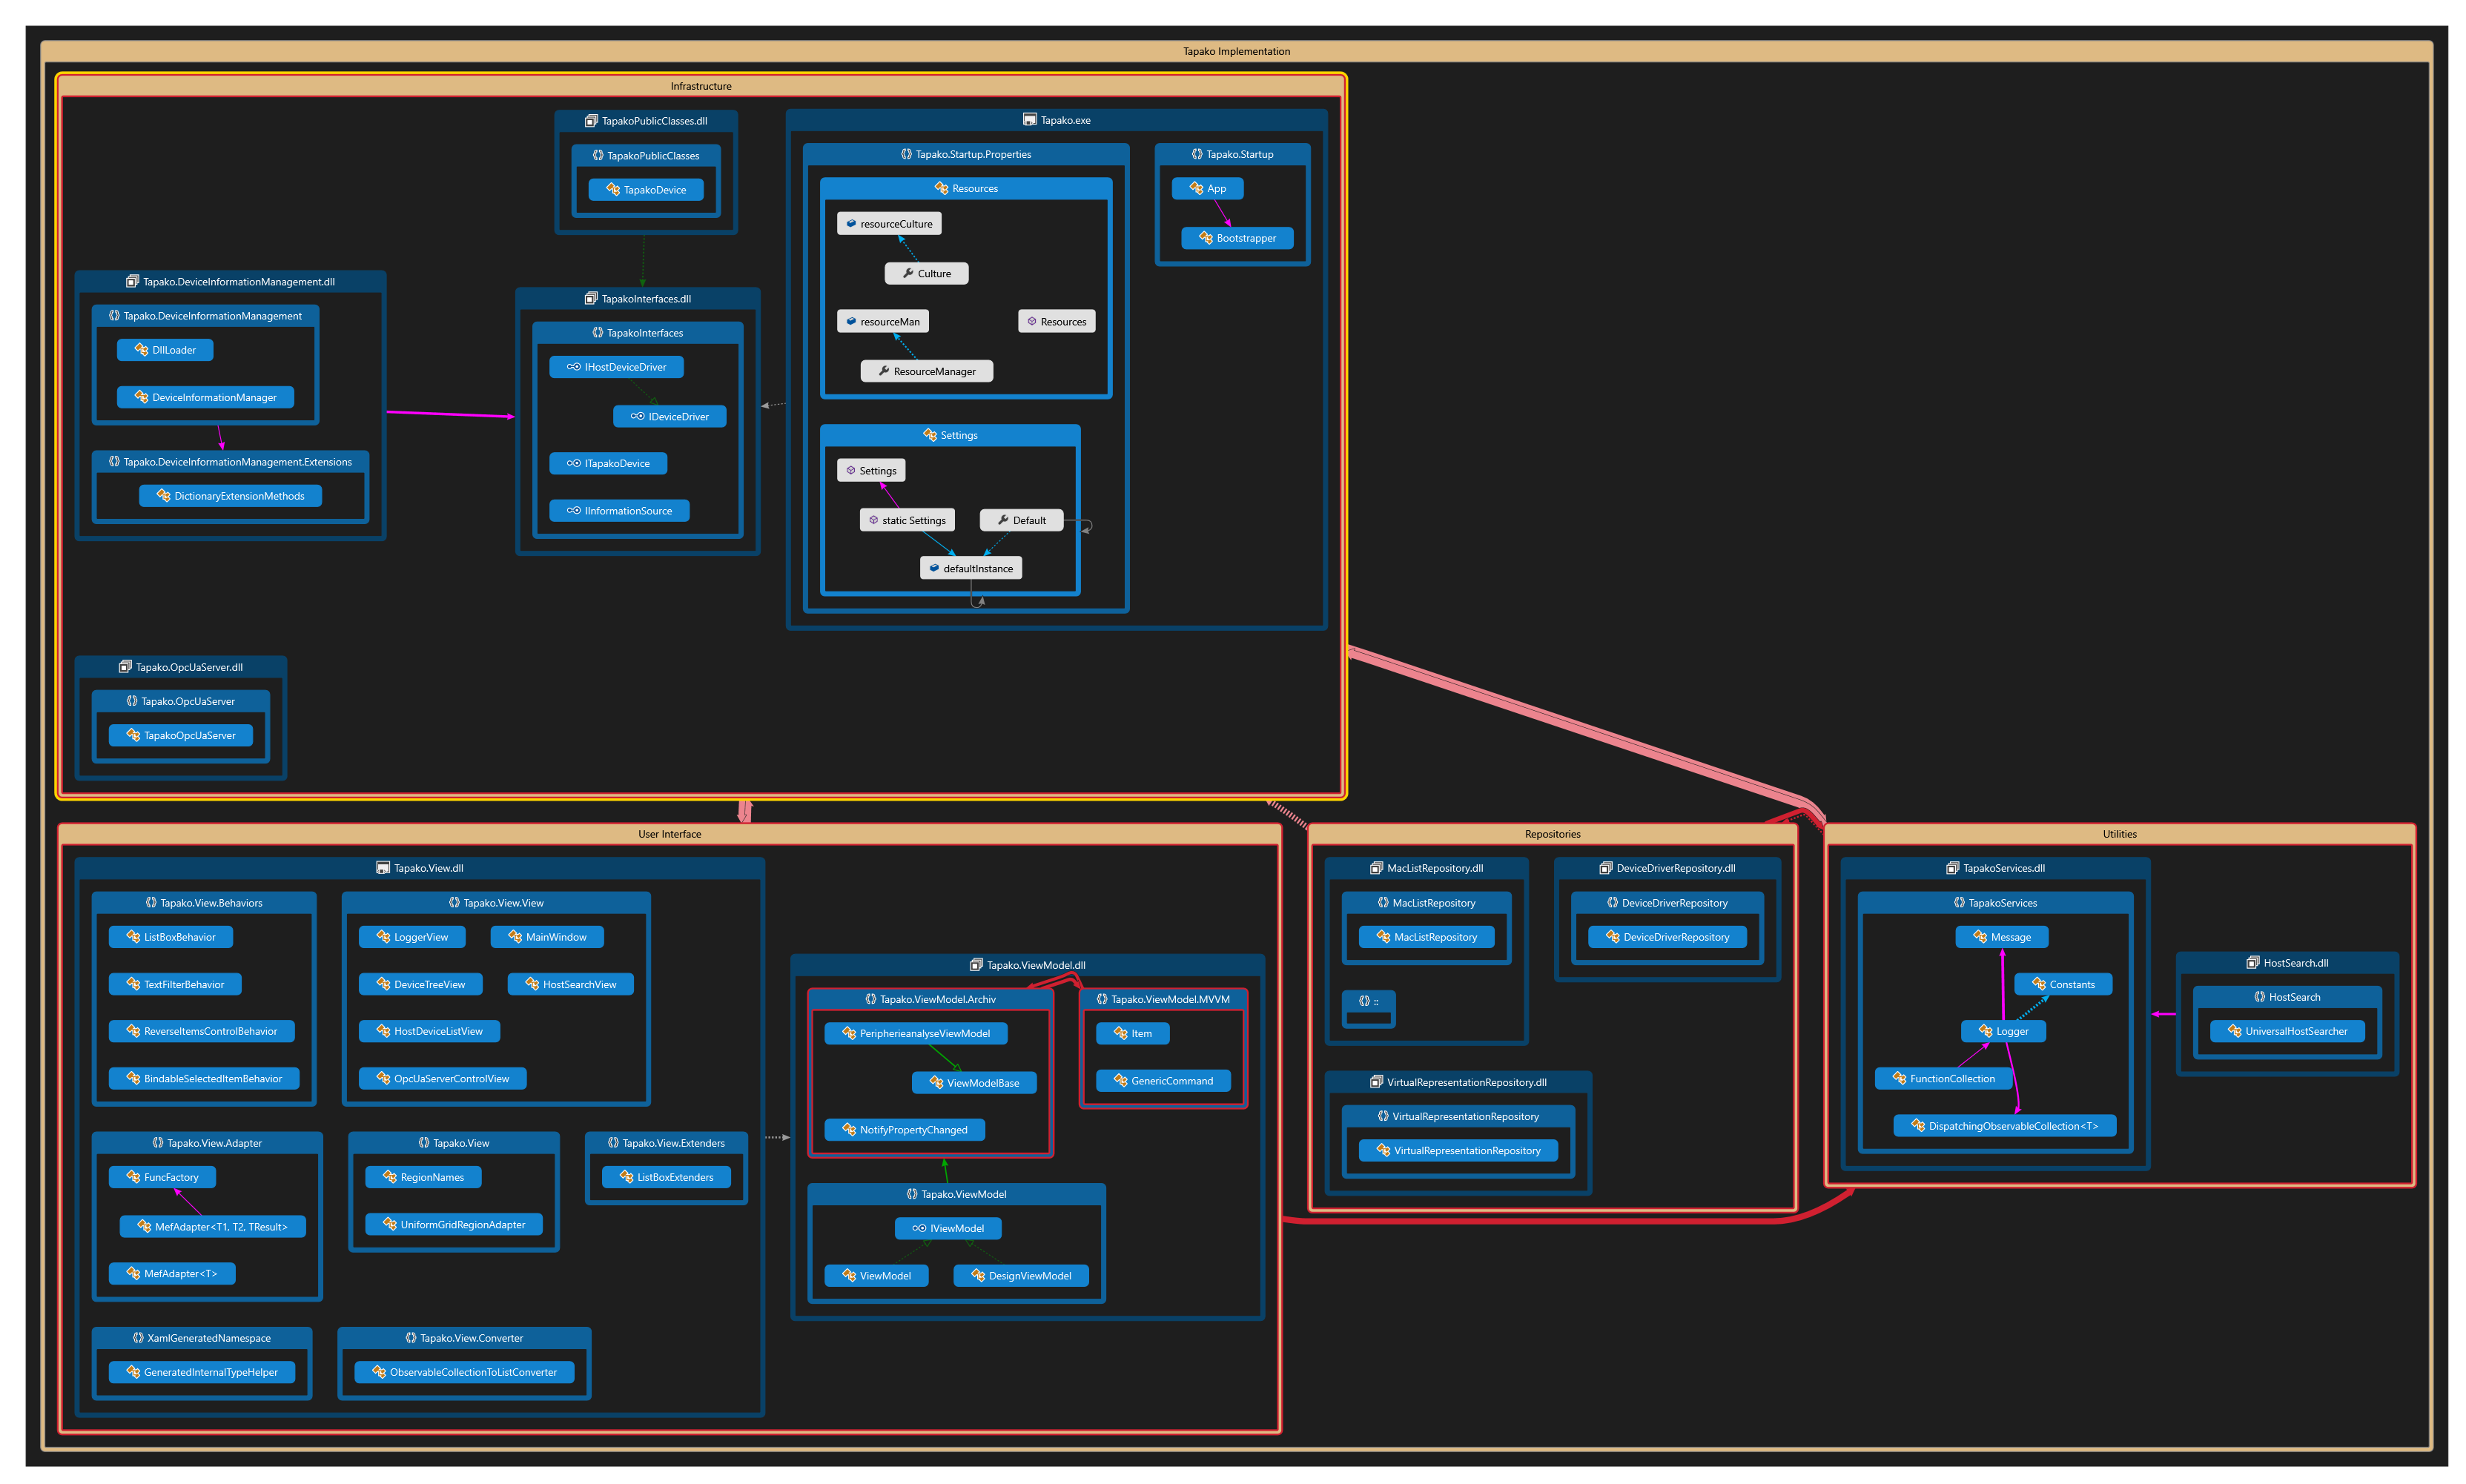 Tapako Implementation
Infrastructure
TapakoPublicClasses.dll
TapakoPublicClasses
TapakoDevice
Tapako.exe
Tapako.Startup.Properties
Resources
resourceCulture
Culture
resourceMan
Resources
ResourceManager
Settings
Settings
static Settings
Default
defaultInstance
Tapako.Startup
App
Bootstrapper
Tapako.DeviceInformationManagement.dll
Tapako.DeviceInformationManagement
DllLoader
DeviceInformationManager
Tapako.DeviceInformationManagement.Extensions
DictionaryExtensionMethods
TapakoInterfaces.dll
TapakoInterfaces
IHostDeviceDriver
IDeviceDriver
ITapakoDevice
IInformationSource
Tapako.OpcUaServer.dll
Tapako.OpcUaServer
TapakoOpcUaServer
User Interface
Tapako.View.dll
Tapako.View.Behaviors
ListBoxBehavior
TextFilterBehavior
ReverseItemsControlBehavior
BindableSelectedItemBehavior
Tapako.View.View
LoggerView
MainWindow
DeviceTreeView
HostSearchView
HostDeviceListView
OpcUaServerControlView
Tapako.View.Adapter
FuncFactory
MefAdapter<T1, T2, TResult>
MefAdapter<T>
Tapako.View
RegionNames
UniformGridRegionAdapter
Tapako.View.Extenders
ListBoxExtenders
XamlGeneratedNamespace
GeneratedInternalTypeHelper
Tapako.View.Converter
ObservableCollectionToListConverter
Tapako.ViewModel.dll
Tapako.ViewModel.Archiv
PeripherieanalyseViewModel
ViewModelBase
NotifyPropertyChanged
Tapako.ViewModel.MVVM
Item
GenericCommand
Tapako.ViewModel
IViewModel
ViewModel
DesignViewModel
Repositories
MacListRepository.dll
MacListRepository
MacListRepository
::
DeviceDriverRepository.dll
DeviceDriverRepository
DeviceDriverRepository
VirtualRepresentationRepository.dll
VirtualRepresentationRepository
VirtualRepresentationRepository
Utilities
TapakoServices.dll
TapakoServices
Message
Constants
Logger
FunctionCollection
DispatchingObservableCollection<T>
HostSearch.dll
HostSearch
UniversalHostSearcher